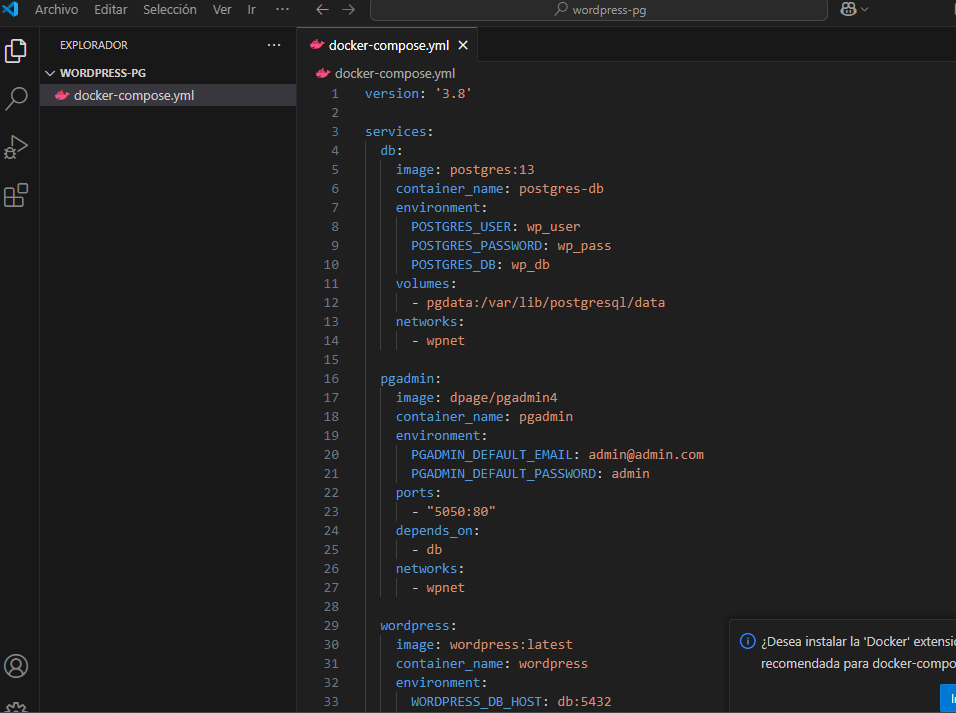 Archivo Editar Selección Ver Ir ··· wordpress-pg
EXPLORADOR ···
WORDPRESS-PG
docker-compose.yml
docker-compose.yml
docker-compose.yml
1 version: '3.8'
2
3 services:
4 db:
5 image: postgres:13
6 container_name: postgres-db
7 environment:
8 POSTGRES_USER: wp_user
9 POSTGRES_PASSWORD: wp_pass
10 POSTGRES_DB: wp_db
11 volumes:
12 - pgdata:/var/lib/postgresql/data
13 networks:
14 - wpnet
15
16 pgadmin:
17 image: dpage/pgadmin4
18 container_name: pgadmin
19 environment:
20 PGADMIN_DEFAULT_EMAIL: admin@admin.com
21 PGADMIN_DEFAULT_PASSWORD: admin
22 ports:
23 - "5050:80"
24 depends_on:
25 - db
26 networks:
27 - wpnet
28
29 wordpress:
30 image: wordpress:latest
31 container_name: wordpress
32 environment:
33 WORDPRESS_DB_HOST: db:5432
¿Desea instalar la 'Docker' extensi
recomendada para docker-compo